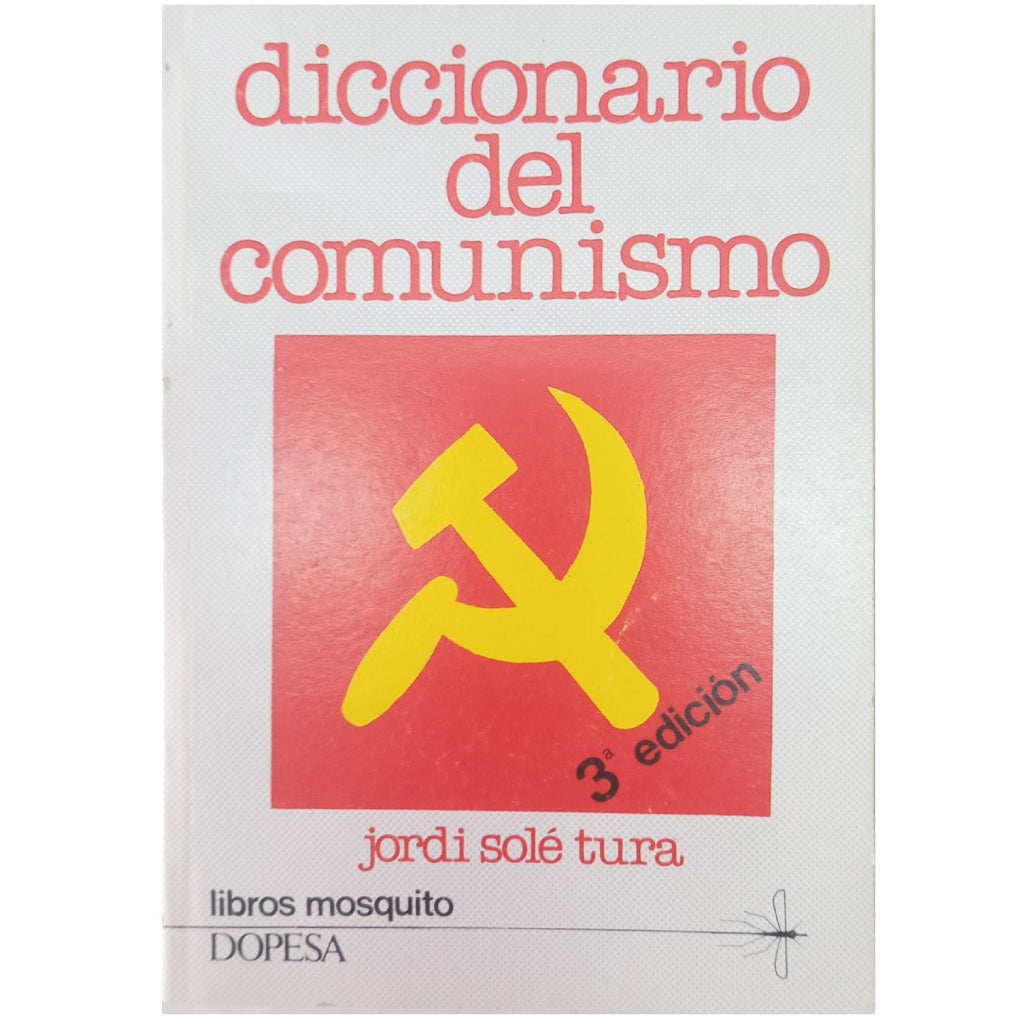 diccionario
del
comunismo
3ª edición
jordi solé tura
libros mosquito
DOPESA